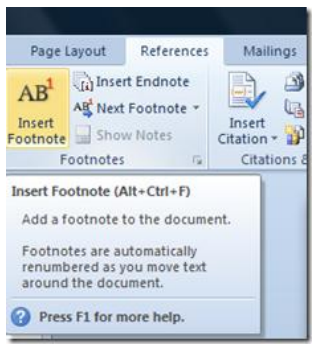 Page Layout References Mailings
AB1
Insert Footnote
Insert Endnote
AB1 Next Footnote
Show Notes
Insert Citation
Footnotes
Citations &
Insert Footnote (Alt+Ctrl+F)
Add a footnote to the document.
Footnotes are automatically
renumbered as you move text
around the document.
Press F1 for more help.